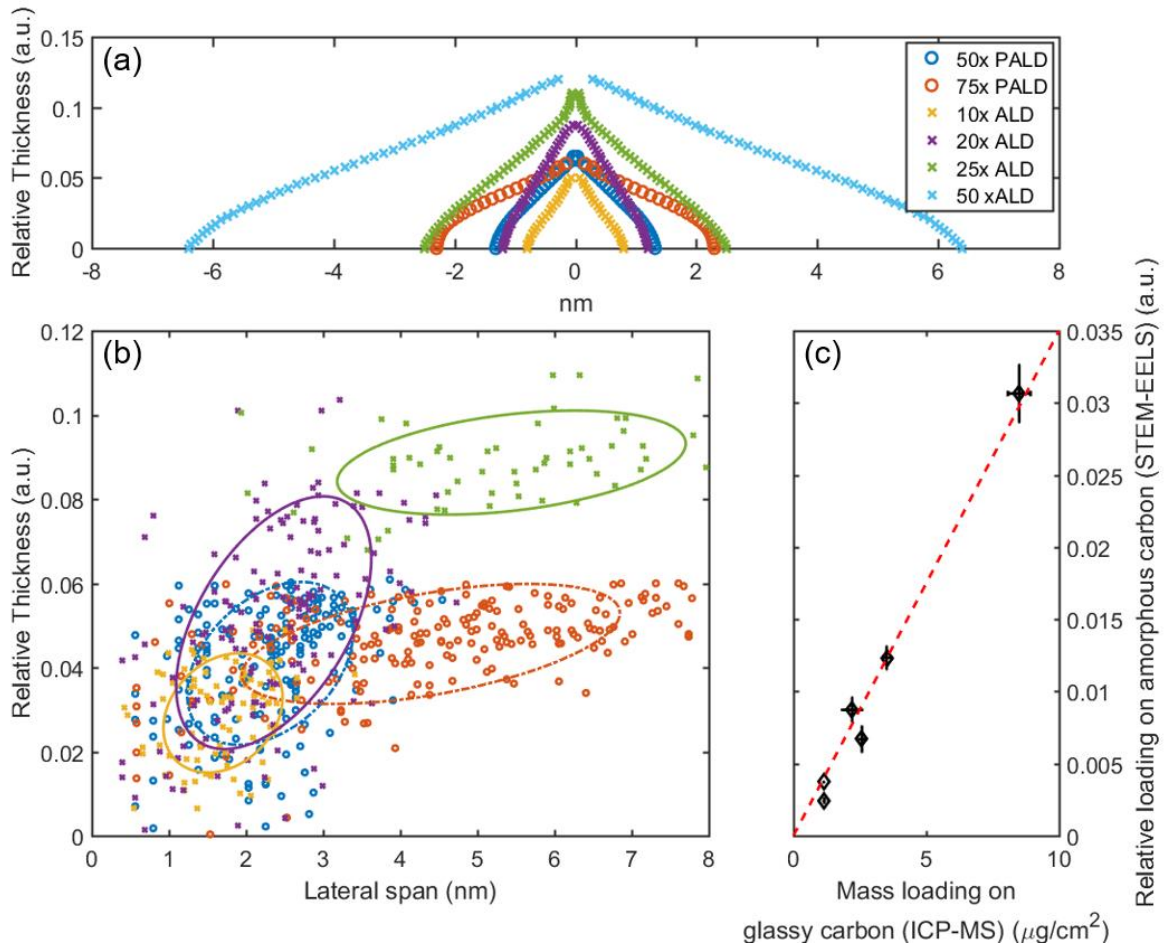 (a)
Relative Thickness (a.u.)
0.15
0.1
0.05
0
-8 -6 -4 -2 0 2 4 6 8
nm
50x PALD
75x PALD
10x ALD
20x ALD
25x ALD
50 xALD
(b)
Relative Thickness (a.u.)
0.12
0.1
0.08
0.06
0.04
0.02
0
0 1 2 3 4 5 6 7 8
Lateral span (nm)
(c)
0.035
0.03
0.025
0.02
0.015
0.01
0.005
0
Relative loading on amorphous carbon (STEM-EELS) (a.u.)
0 5 10
Mass loading on
glassy carbon (ICP-MS) (μg/cm²)